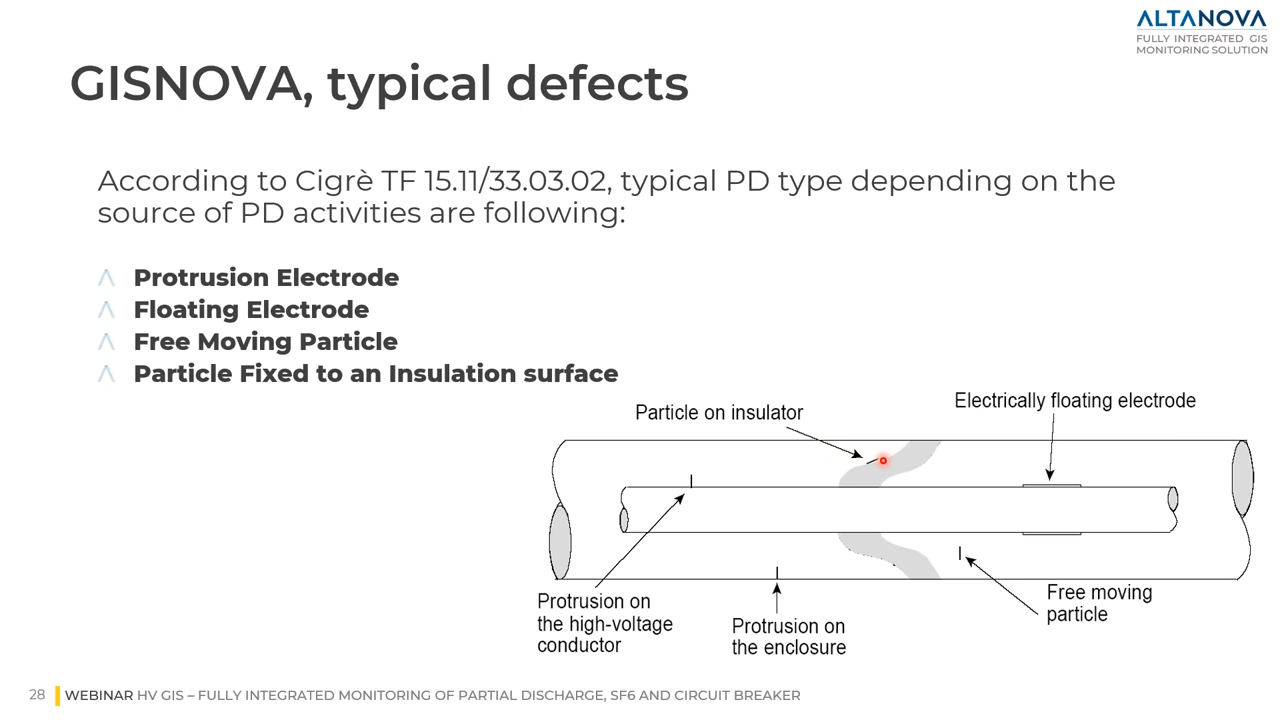 ALTANOVA
FULLY INTEGRATED GIS
MONITORING SOLUTION
GISNOVA, typical defects
According to Cigrè TF 15.11/33.03.02, typical PD type depending on the
source of PD activities are following:
Protrusion Electrode
Floating Electrode
Free Moving Particle
Particle Fixed to an Insulation surface
Particle on insulator
Electrically floating electrode
Protrusion on
the high-voltage
conductor
Protrusion on
the enclosure
Free moving
particle
28
WEBINAR HV GIS – FULLY INTEGRATED MONITORING OF PARTIAL DISCHARGE, SF6 AND CIRCUIT BREAKER